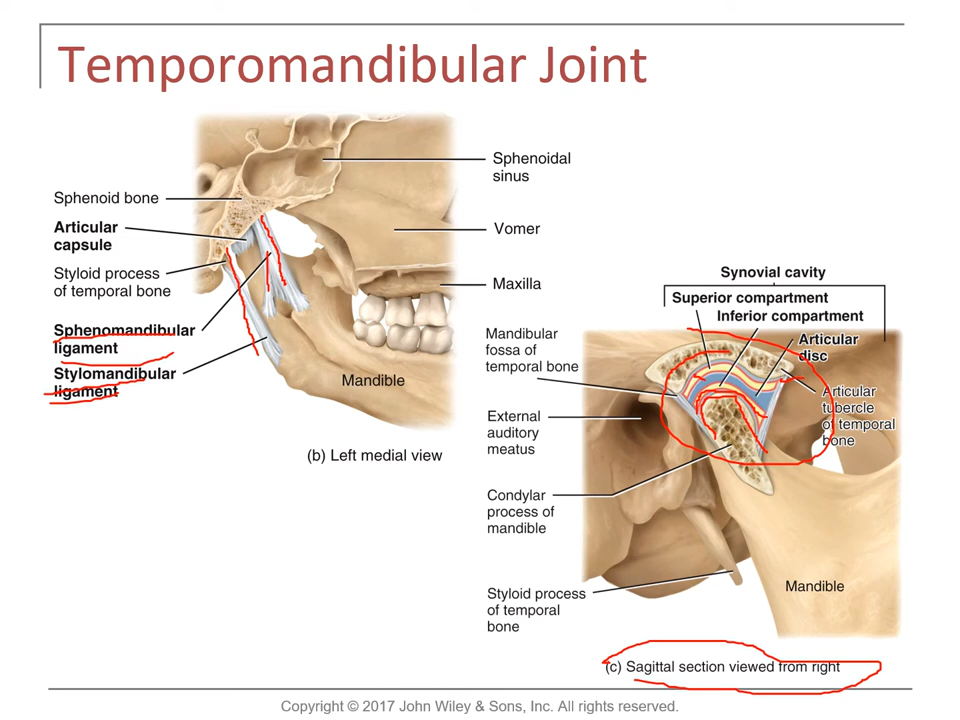 Temporomandibular Joint
Sphenoid bone
Articular
capsule
Styloid process
of temporal bone
Sphenomandibular
ligament
Stylomandibular
ligament
Sphenoidal
sinus
Vomer
Maxilla
Mandible
(b) Left medial view
Synovial cavity
Superior compartment
Inferior compartment
Articular
disc
Articular
tubercle
of temporal
bone
Mandibular
fossa of
temporal bone
External
auditory
meatus
Condylar
process of
mandible
Styloid process
of temporal
bone
Mandible
(c) Sagittal section viewed from right
Copyright © 2017 John Wiley & Sons, Inc. All rights reserved.